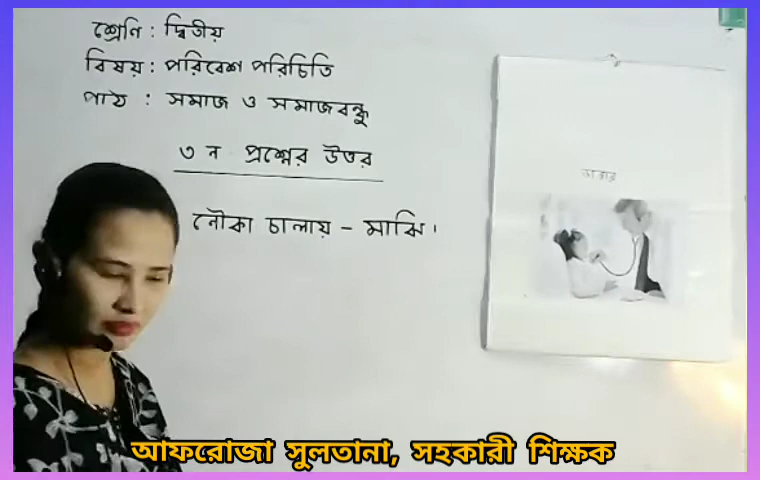 শ্রেণি : দ্বিতীয়
বিষয় : পরিবেশ পরিচিতি
পাঠ : সমাজ ও সমাজবন্ধু
৩ ন প্রশ্নের উত্তর
নৌকা চালায় - মাঝি।
ডাক্তার
আফরোজা সুলতানা, সহকারী শিক্ষক